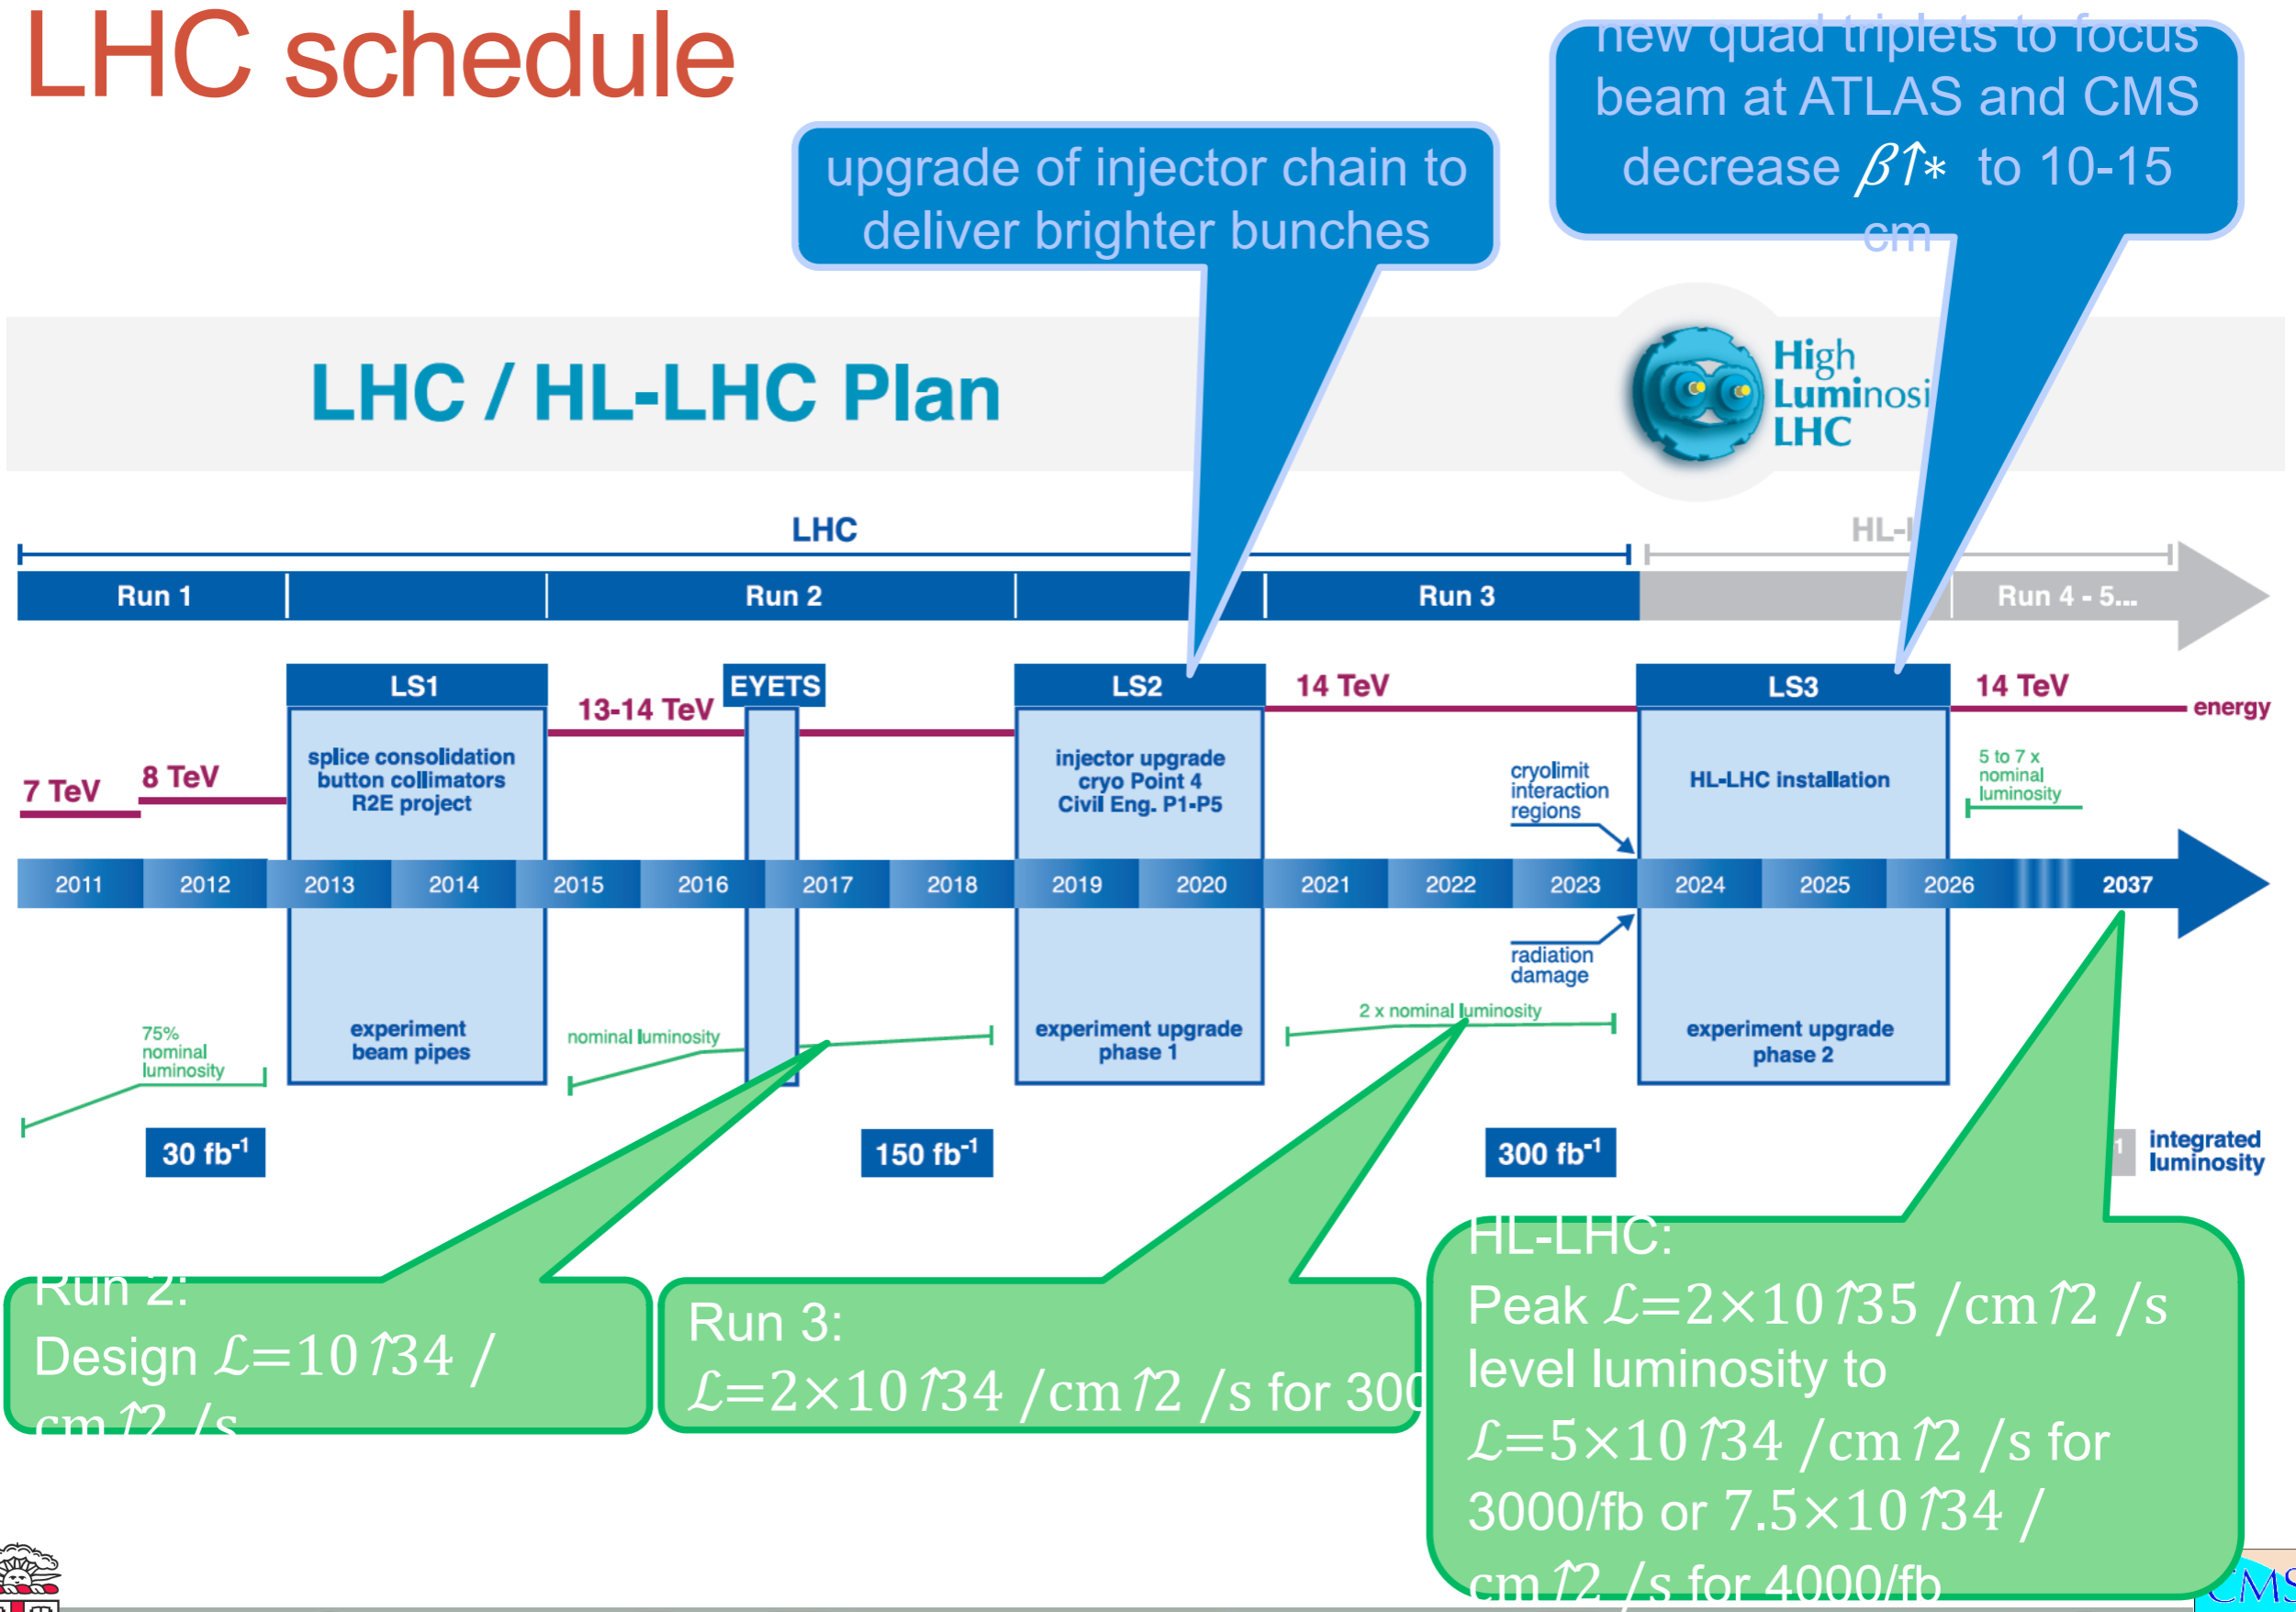 LHC schedule
new quad triplets to focus
beam at ATLAS and CMS
decrease 𝛽↑∗ to 10-15
cm
upgrade of injector chain to
deliver brighter bunches
LHC / HL-LHC Plan
High
Luminosi
LHC
LHC
HL-
Run 1
Run 2
Run 3
Run 4 - 5...
LS1
EYETS
LS2
14 TeV
LS3
14 TeV
13-14 TeV
energy
splice consolidation
button collimators
R2E project
injector upgrade
cryo Point 4
Civil Eng. P1-P5
cryolimit
interaction
regions
HL-LHC installation
5 to 7 x
nominal
luminosity
7 TeV
8 TeV
2011 2012 2013 2014 2015 2016 2017 2018 2019 2020 2021 2022 2023 2024 2025 2026 2037
radiation
damage
75%
nominal
luminosity
experiment
beam pipes
nominal luminosity
experiment upgrade
phase 1
2 x nominal luminosity
experiment upgrade
phase 2
30 fb⁻¹
150 fb⁻¹
300 fb⁻¹
1
integrated
luminosity
Run 2:
Design ℒ=10↑34 /
cm↑2 /s
Run 3:
ℒ=2×10↑34 /cm↑2 /s for 300
HL-LHC:
Peak ℒ=2×10↑35 /cm↑2 /s
level luminosity to
ℒ=5×10↑34 /cm↑2 /s for
3000/fb or 7.5×10↑34 /
cm↑2 /s for 4000/fb
CMS